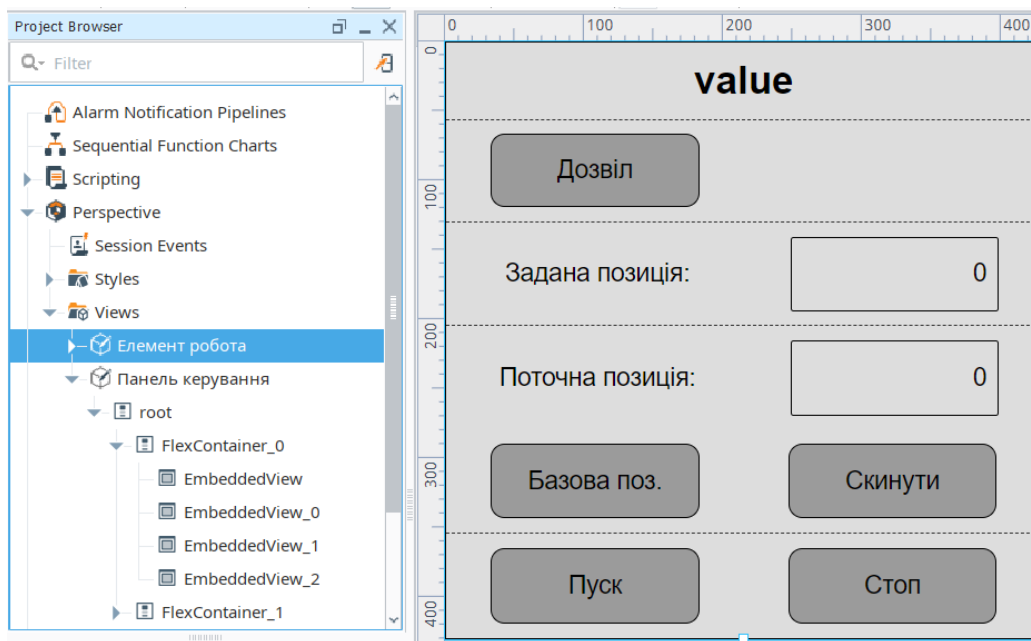 Project Browser
Filter
Alarm Notification Pipelines
Sequential Function Charts
Scripting
Perspective
Session Events
Styles
Views
Елемент робота
Панель керування
root
FlexContainer_0
EmbeddedView
EmbeddedView_0
EmbeddedView_1
EmbeddedView_2
FlexContainer_1
0 100 200 300 400
0
100
200
300
400
value
Дозвіл
Задана позиція: 0
Поточна позиція: 0
Базова поз. Скинути
Пуск Стоп